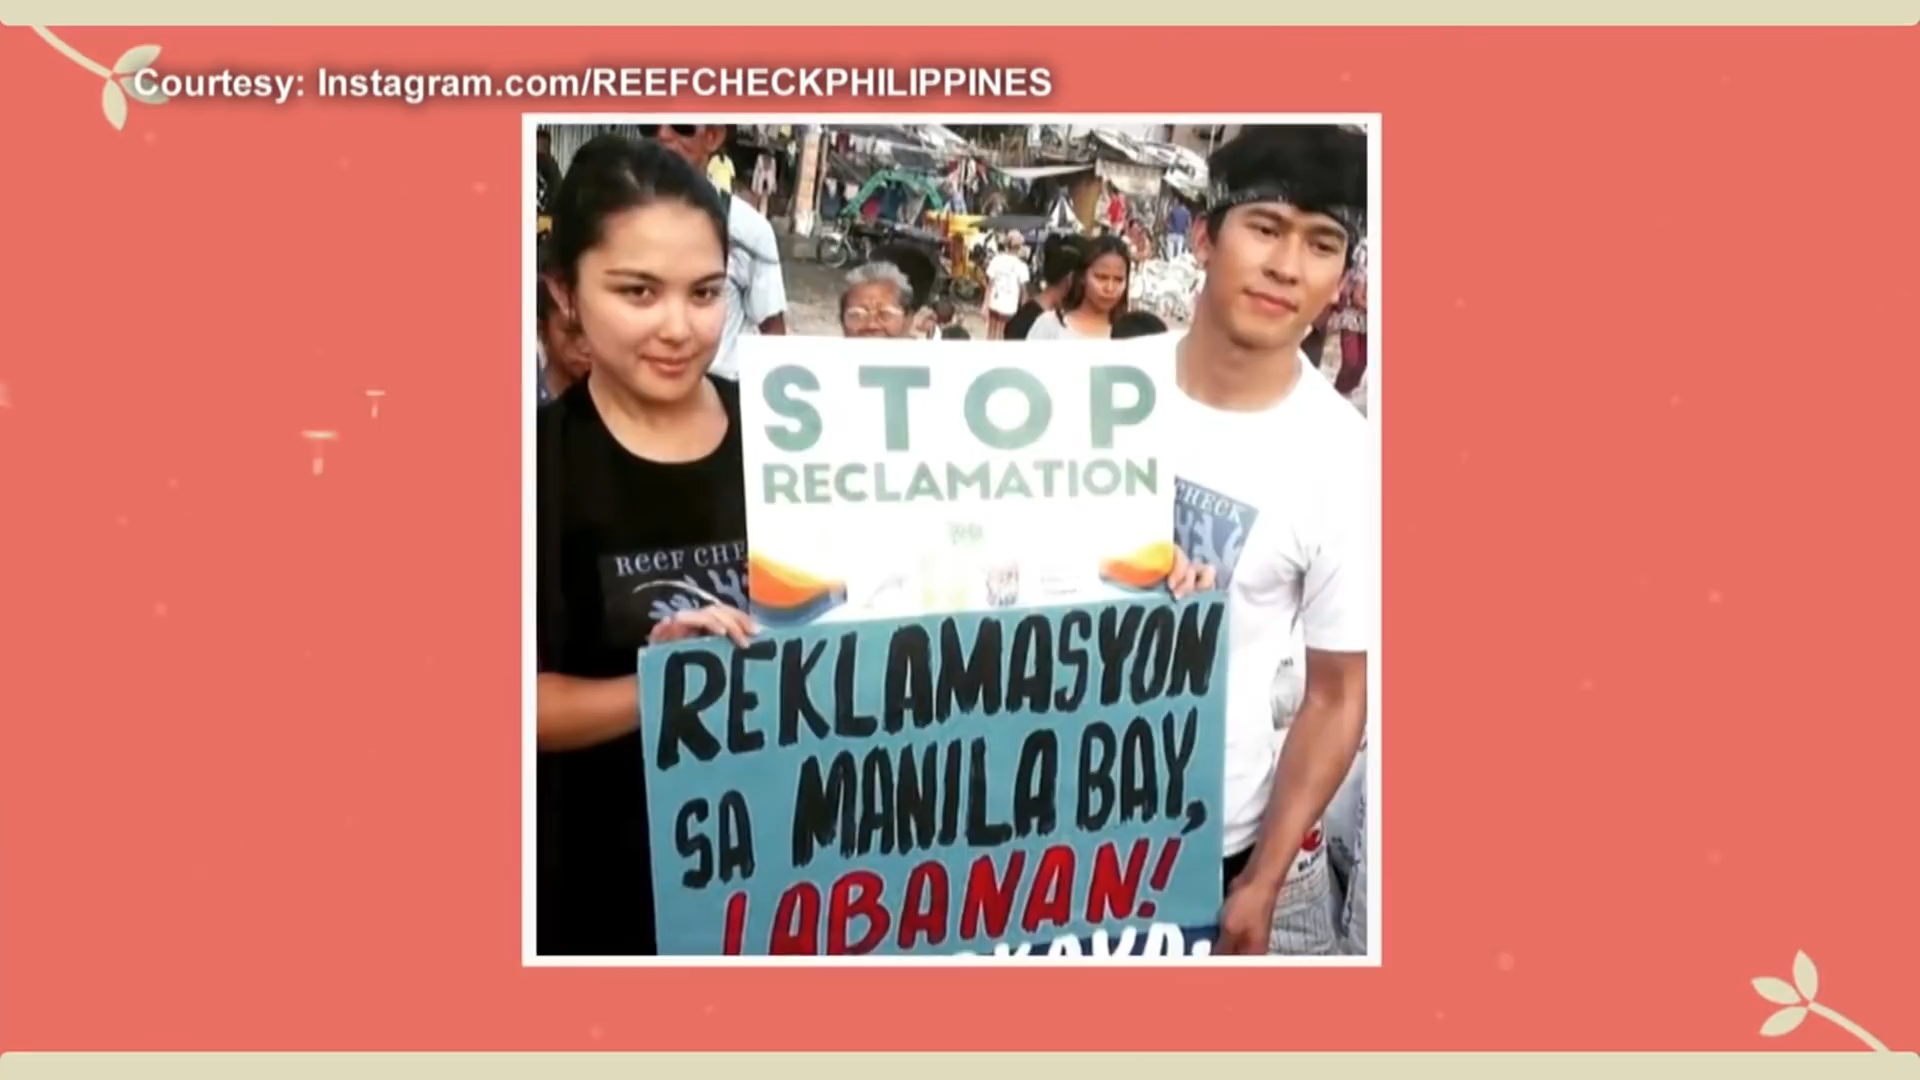 Courtesy: Instagram.com/REEFCHECKPHILIPPINES
STOP
RECLAMATION
REEF CHE
CHECK
REKLAMASYON
SA MANILA BAY,
LABANAN!